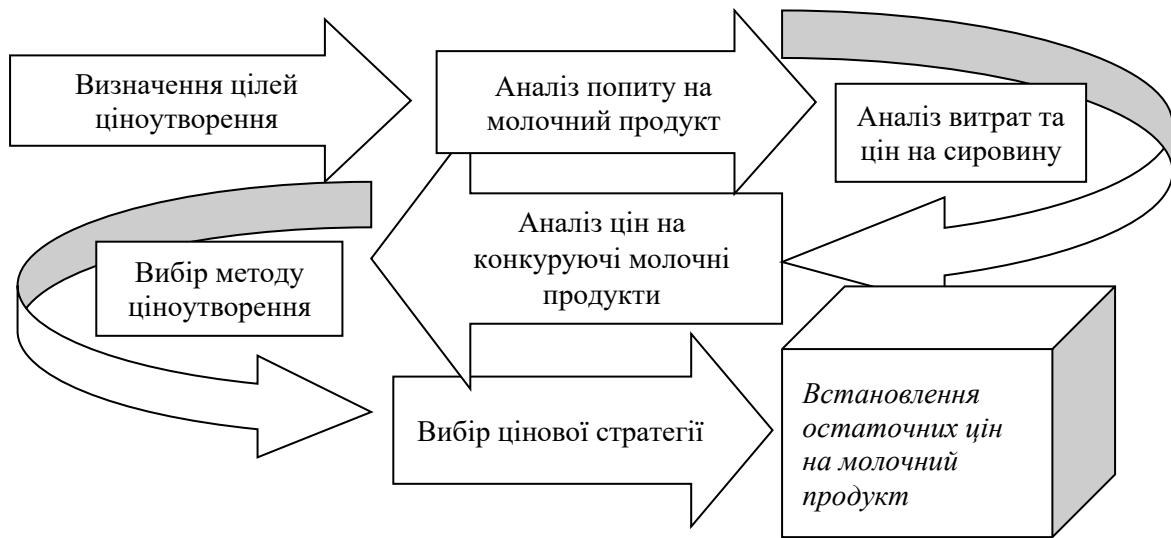 Визначення цілей
ціноутворення
Аналіз попиту на
молочний продукт
Аналіз витрат та
цін на сировину
Аналіз цін на
конкуруючі молочні
продукти
Вибір методу
ціноутворення
Вибір цінової стратегії
Встановлення
остаточних цін
на молочний
продукт